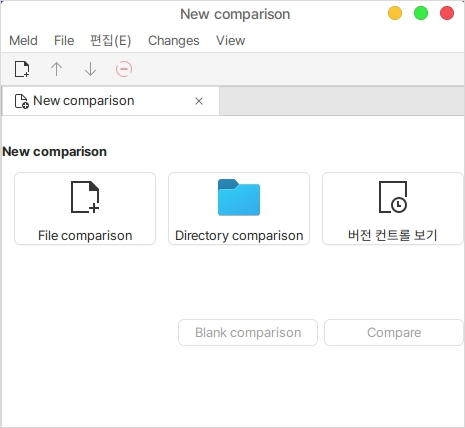 New comparison
Meld File 편집(E) Changes View
New comparison
New comparison
File comparison Directory comparison 버전 컨트롤 보기
Blank comparison Compare